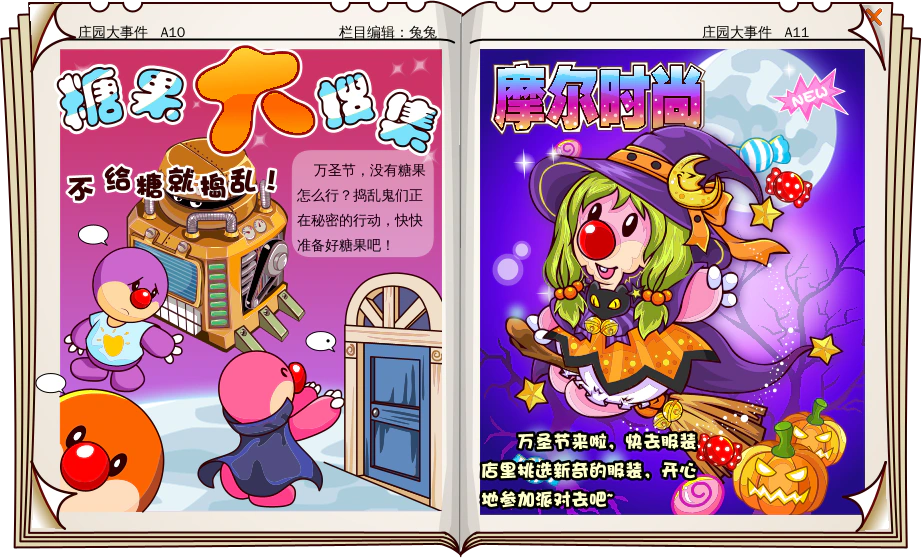 庄园大事件 A10
栏目编辑：兔兔
糖果大搜集
不给糖就捣乱！
万圣节，没有糖果
怎么行？捣乱鬼们正
在秘密的行动，快快
准备好糖果吧！
庄园大事件 A11
摩尔时尚
NEW
万圣节来啦，快去服装
店里挑选新奇的服装，开心
地参加派对去吧~